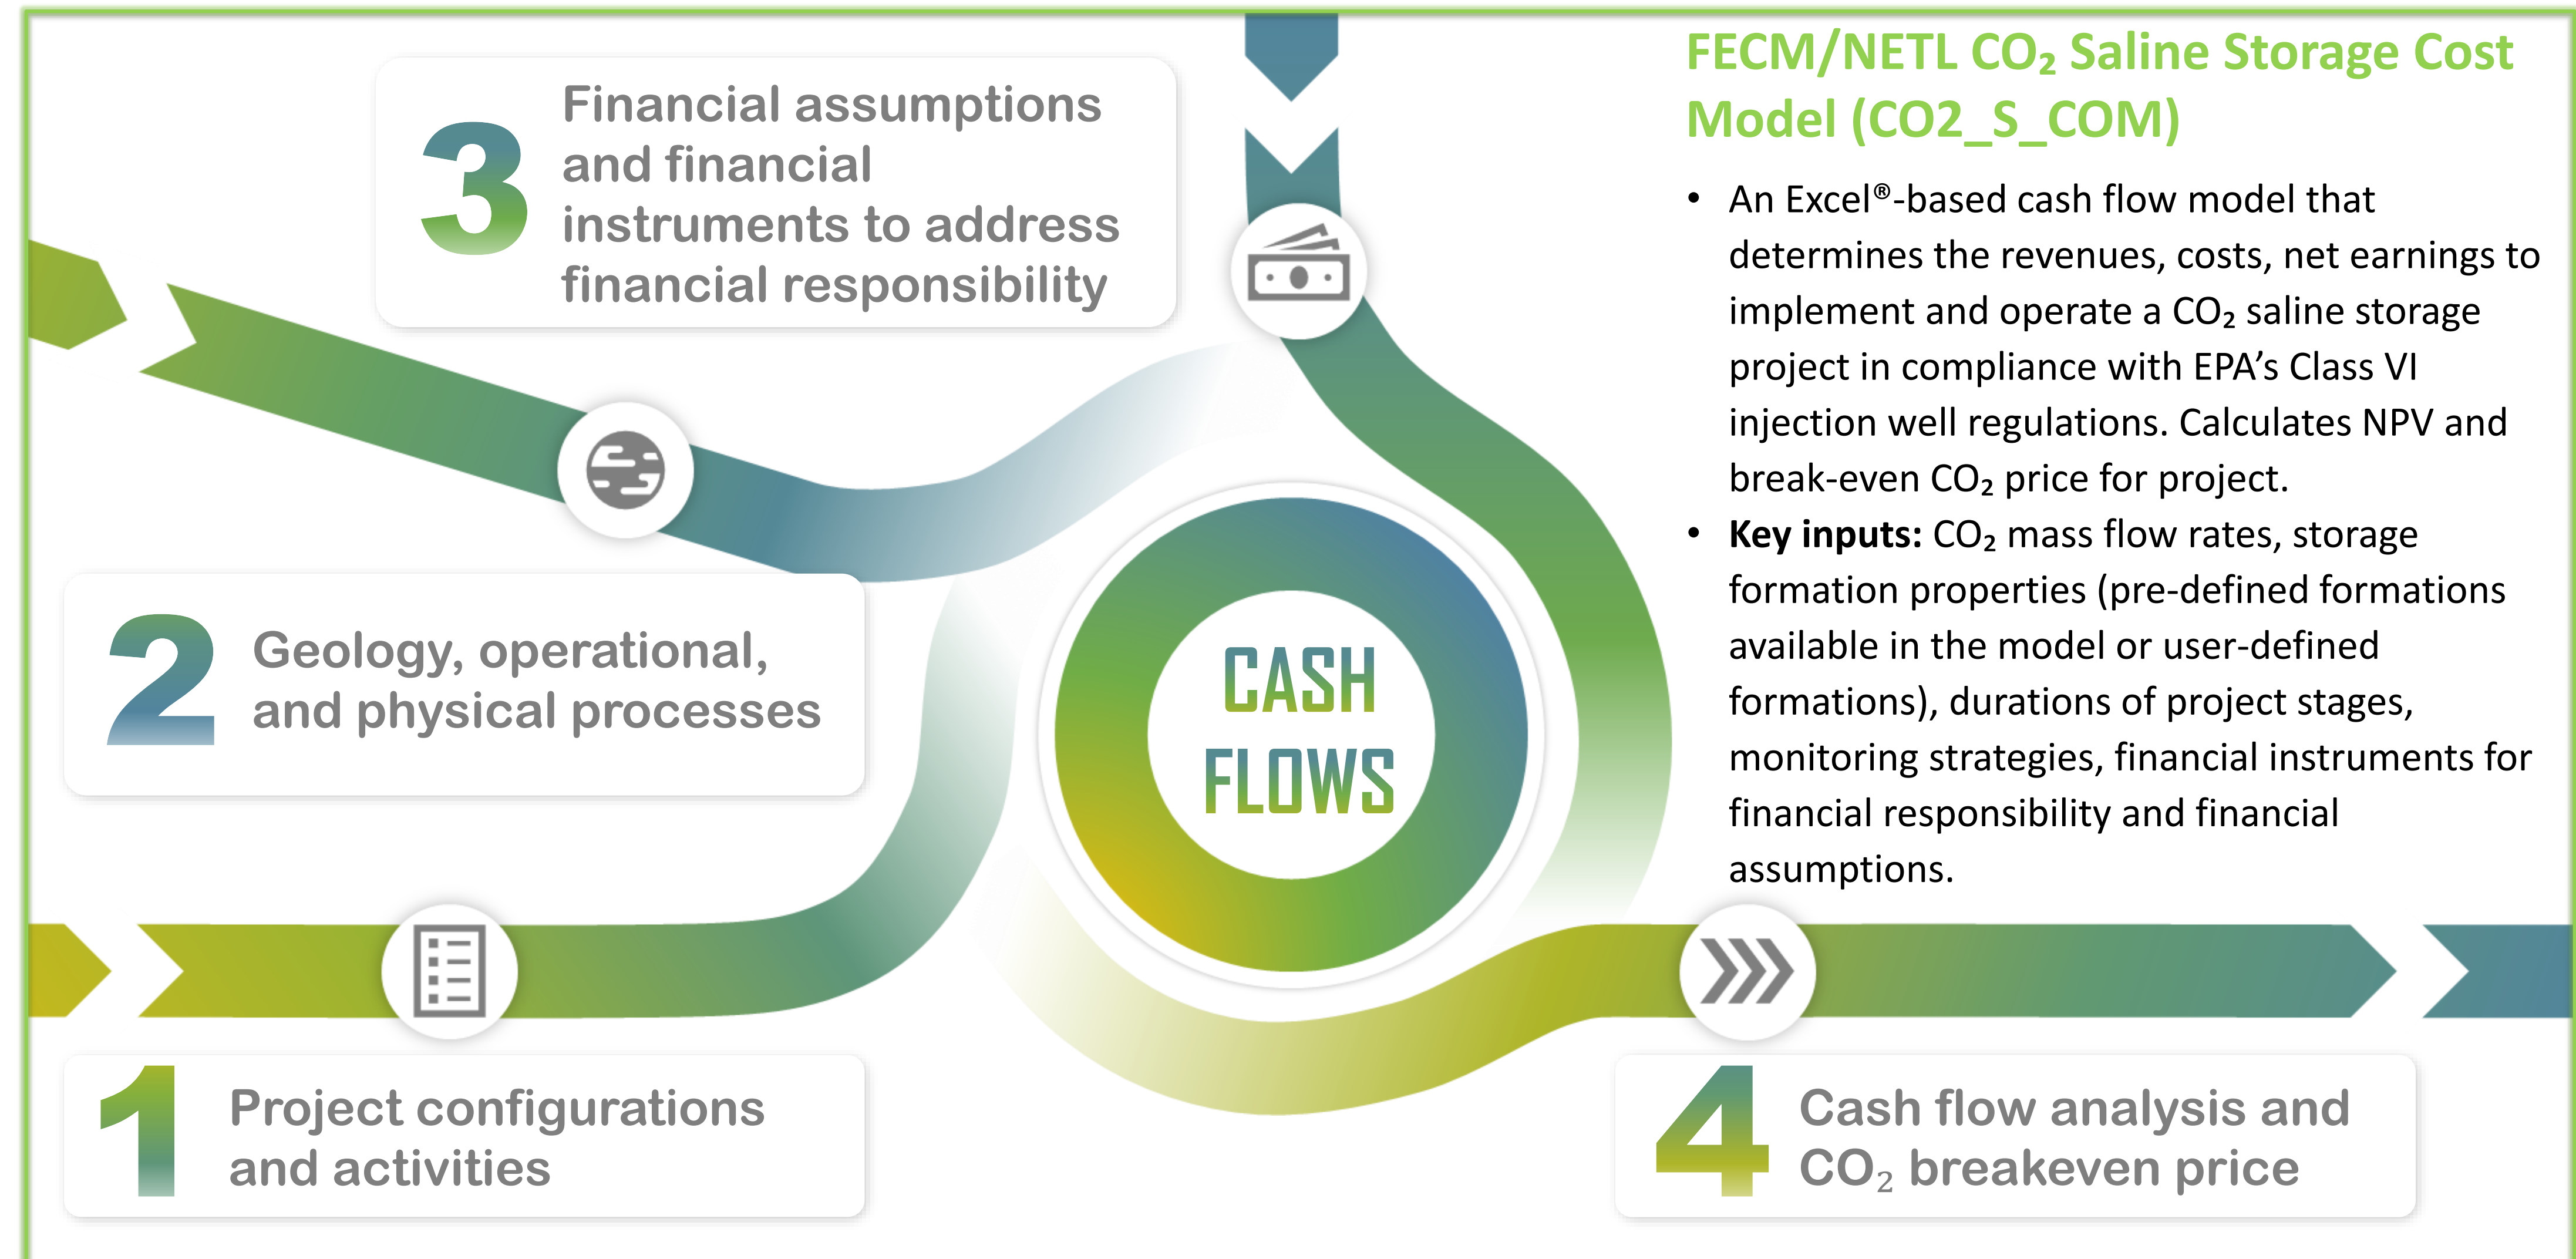 FECM/NETL CO₂ Saline Storage Cost
Model (CO2_S_COM)
• An Excel®-based cash flow model that
determines the revenues, costs, net earnings to
implement and operate a CO₂ saline storage
project in compliance with EPA’s Class VI
injection well regulations. Calculates NPV and
break-even CO₂ price for project.
• Key inputs: CO₂ mass flow rates, storage
formation properties (pre-defined formations
available in the model or user-defined
formations), durations of project stages,
monitoring strategies, financial instruments for
financial responsibility and financial
assumptions.
3
Financial assumptions
and financial
instruments to address
financial responsibility
2
Geology, operational,
and physical processes
CASH
FLOWS
1
Project configurations
and activities
4
Cash flow analysis and
CO₂ breakeven price